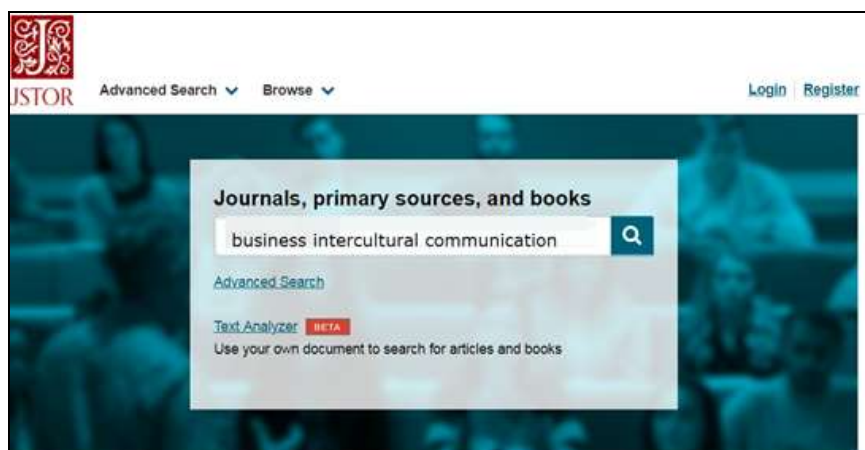 JSTOR
Advanced Search Browse
Login Register
Journals, primary sources, and books
business intercultural communication
Advanced Search
Text Analyzer BETA
Use your own document to search for articles and books